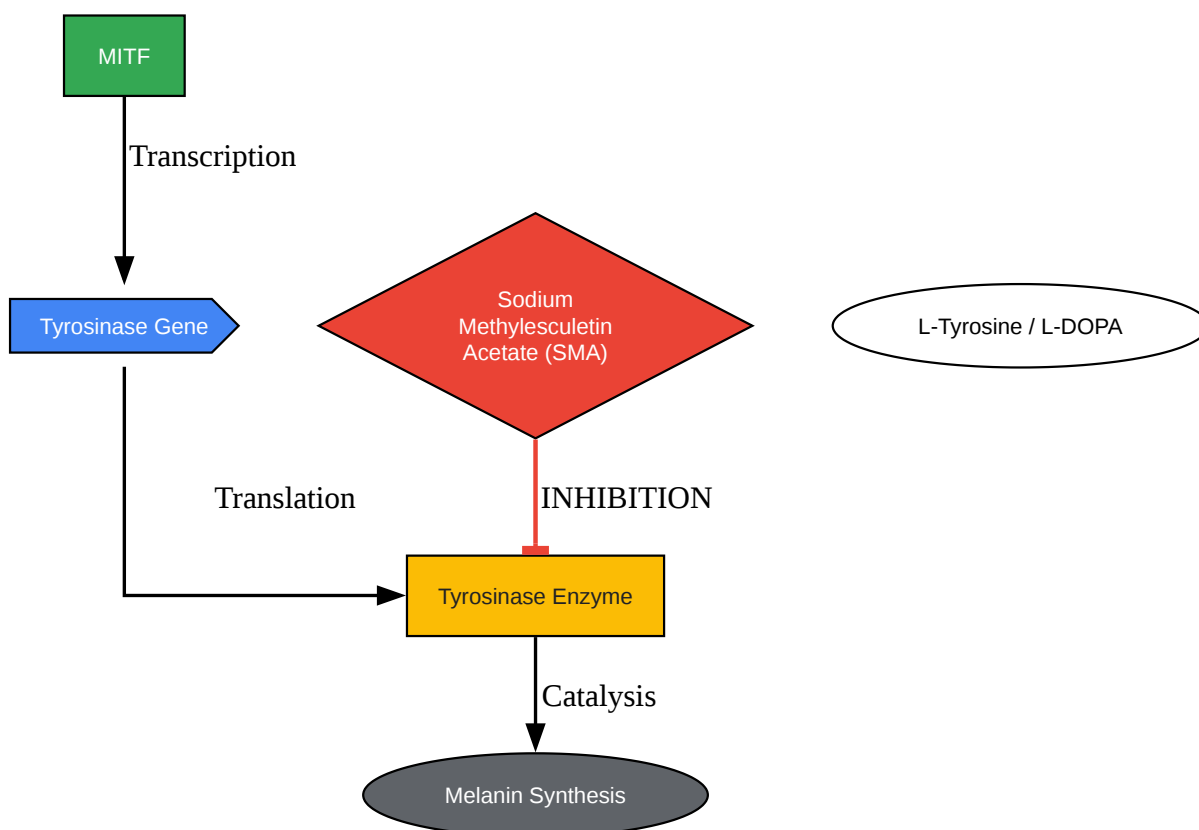 MITF
Transcription
Tyrosinase Gene
Sodium
Methylesculetin
Acetate (SMA)
L-Tyrosine / L-DOPA
Translation
INHIBITION
Tyrosinase Enzyme
Catalysis
Melanin Synthesis